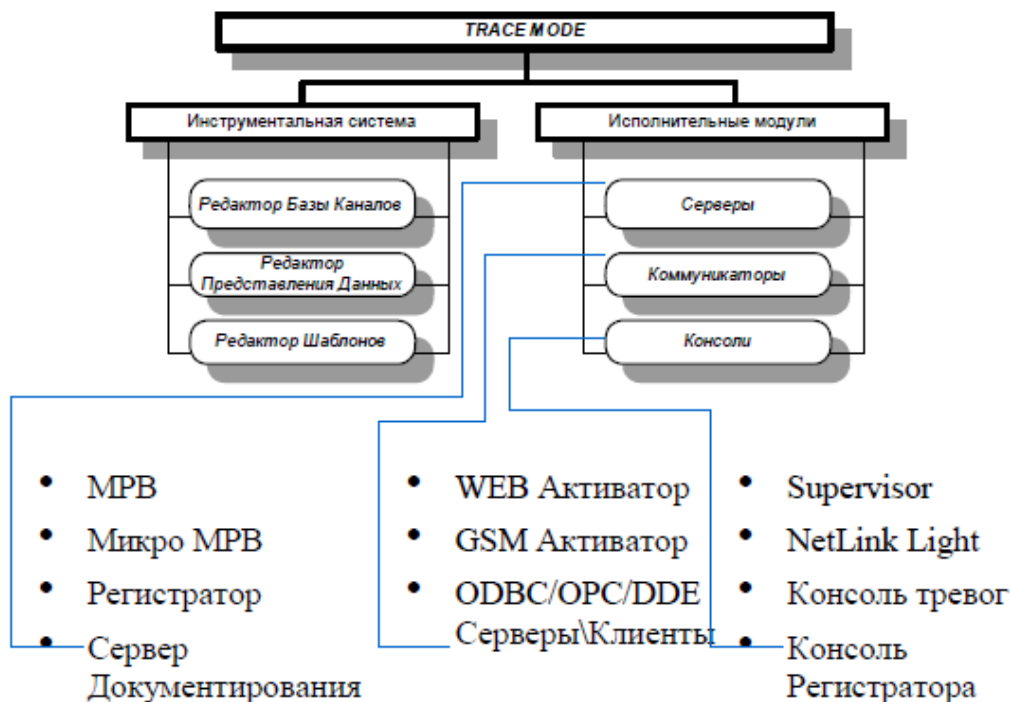 TRACE MODE
Инструментальная система
Исполнительные модули
Редактор Базы Каналов
Редактор
Представления Данных
Редактор Шаблонов
Серверы
Коммуникаторы
Консоли
• МРВ
• Микро МРВ
• Регистратор
• Сервер
Документирования
• WEB Активатор
• GSM Активатор
• ODBC/OPC/DDE
Серверы\Клиенты
• Supervisor
• NetLink Light
• Консоль тревог
• Консоль
Регистратора